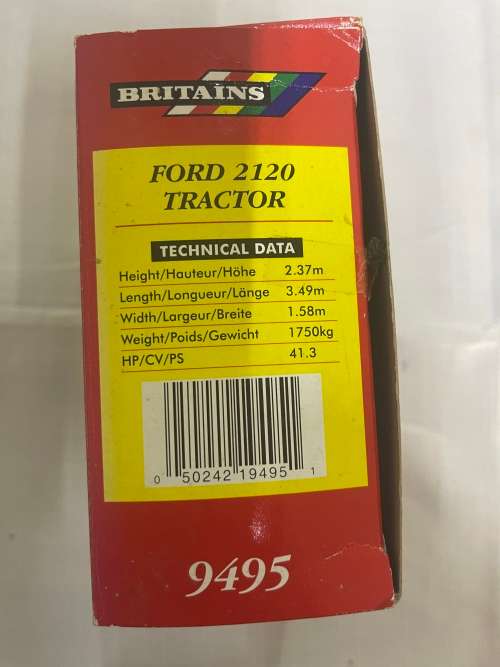 BRITAINS
FORD 2120
TRACTOR
TECHNICAL DATA
Height/Hauteur/Höhe 2.37m
Length/Longueur/Länge 3.49m
Width/Largeur/Breite 1.58m
Weight/Poids/Gewicht 1750kg
HP/CV/PS 41.3
0 50242 19495 1
9495